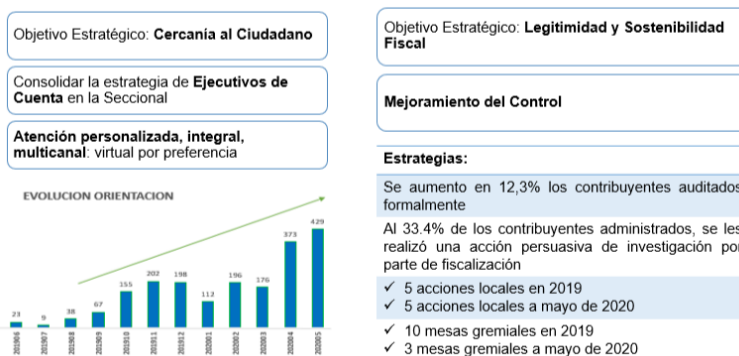 Objetivo Estratégico: Cercanía al Ciudadano
Consolidar la estrategia de Ejecutivos de
Cuenta en la Seccional
Atención personalizada, integral,
multicanal: virtual por preferencia
EVOLUCION ORIENTACION
23
9
38
67
155
202
198
112
196
176
373
429
201906
201907
201908
201909
201910
201911
201912
202001
202002
202003
202004
202005
Objetivo Estratégico: Legitimidad y Sostenibilidad
Fiscal
Mejoramiento del Control
Estrategias:
Se aumento en 12,3% los contribuyentes auditados
formalmente
Al 33.4% de los contribuyentes administrados, se les
realizó una acción persuasiva de investigación por
parte de fiscalización
✓ 5 acciones locales en 2019
✓ 5 acciones locales a mayo de 2020
✓ 10 mesas gremiales en 2019
✓ 3 mesas gremiales a mayo de 2020